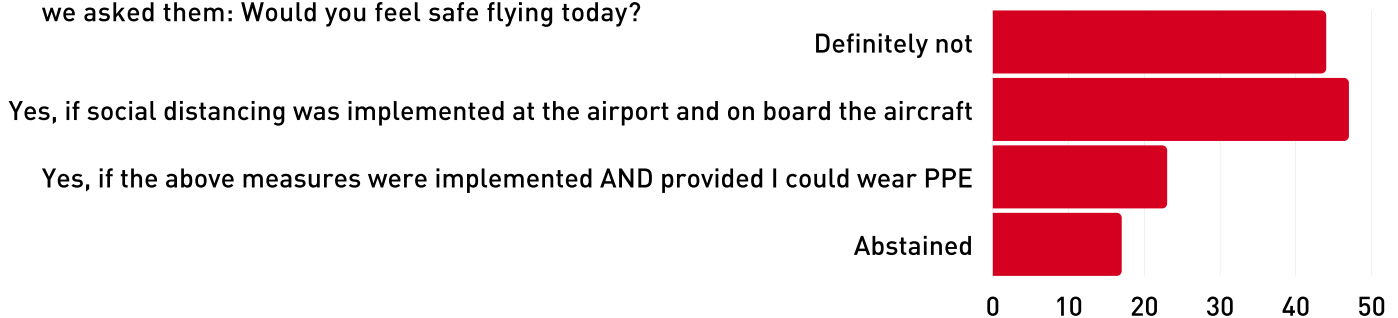 we asked them: Would you feel safe flying today?
Definitely not
Yes, if social distancing was implemented at the airport and on board the aircraft
Yes, if the above measures were implemented AND provided I could wear PPE
Abstained
0 10 20 30 40 50